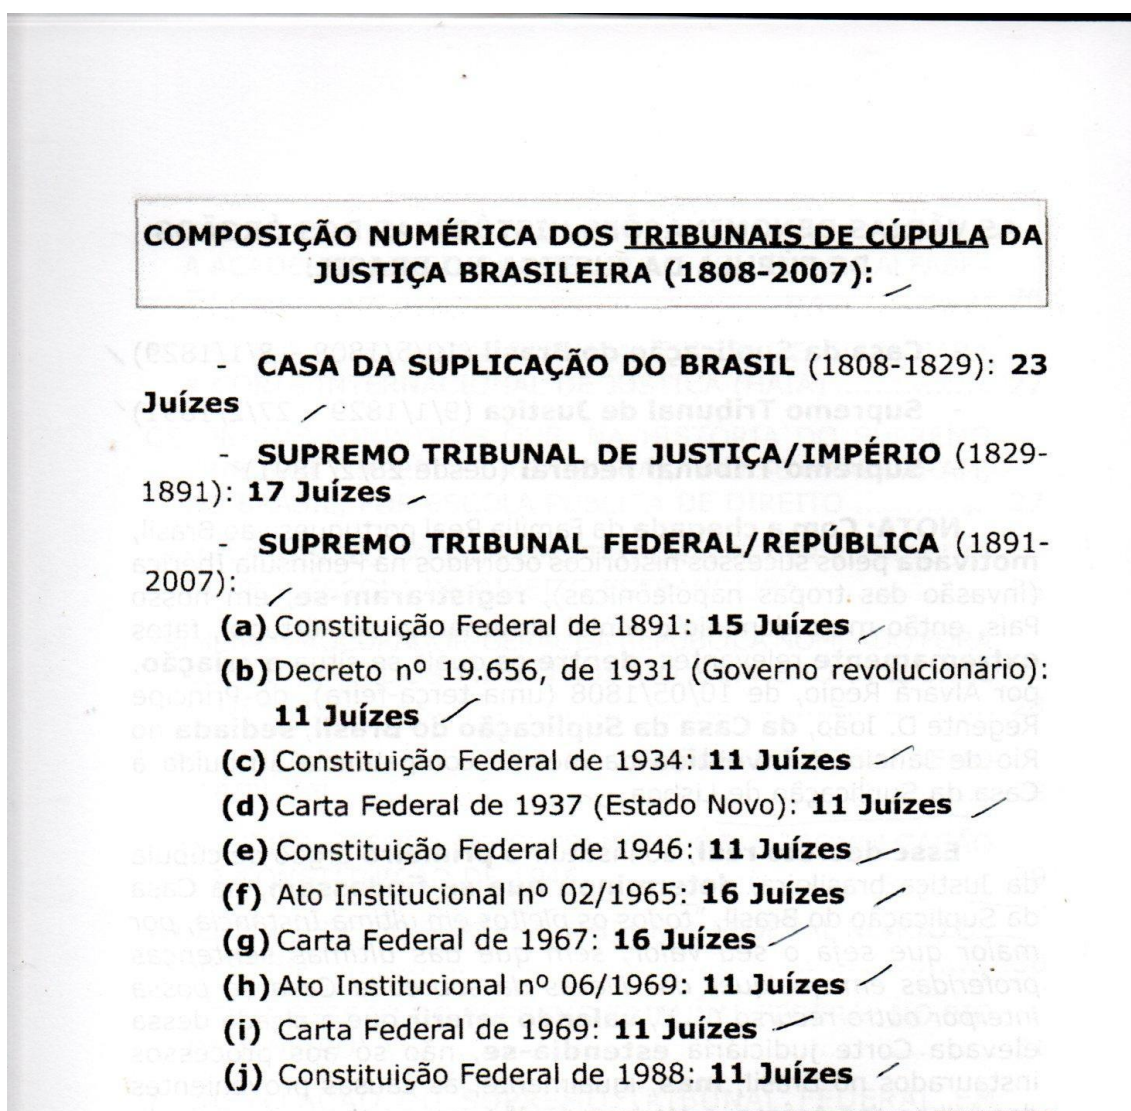 COMPOSIÇÃO NUMÉRICA DOS TRIBUNAIS DE CÚPULA DA
JUSTIÇA BRASILEIRA (1808-2007):
- CASA DA SUPLICAÇÃO DO BRASIL (1808-1829): 23
Juízes
- SUPREMO TRIBUNAL DE JUSTIÇA/IMPÉRIO (1829-
1891): 17 Juízes
- SUPREMO TRIBUNAL FEDERAL/REPÚBLICA (1891-
2007):
(a) Constituição Federal de 1891: 15 Juízes
(b) Decreto nº 19.656, de 1931 (Governo revolucionário):
11 Juízes
(c) Constituição Federal de 1934: 11 Juízes
(d) Carta Federal de 1937 (Estado Novo): 11 Juízes
(e) Constituição Federal de 1946: 11 Juízes
(f) Ato Institucional nº 02/1965: 16 Juízes
(g) Carta Federal de 1967: 16 Juízes
(h) Ato Institucional nº 06/1969: 11 Juízes
(i) Carta Federal de 1969: 11 Juízes
(j) Constituição Federal de 1988: 11 Juízes